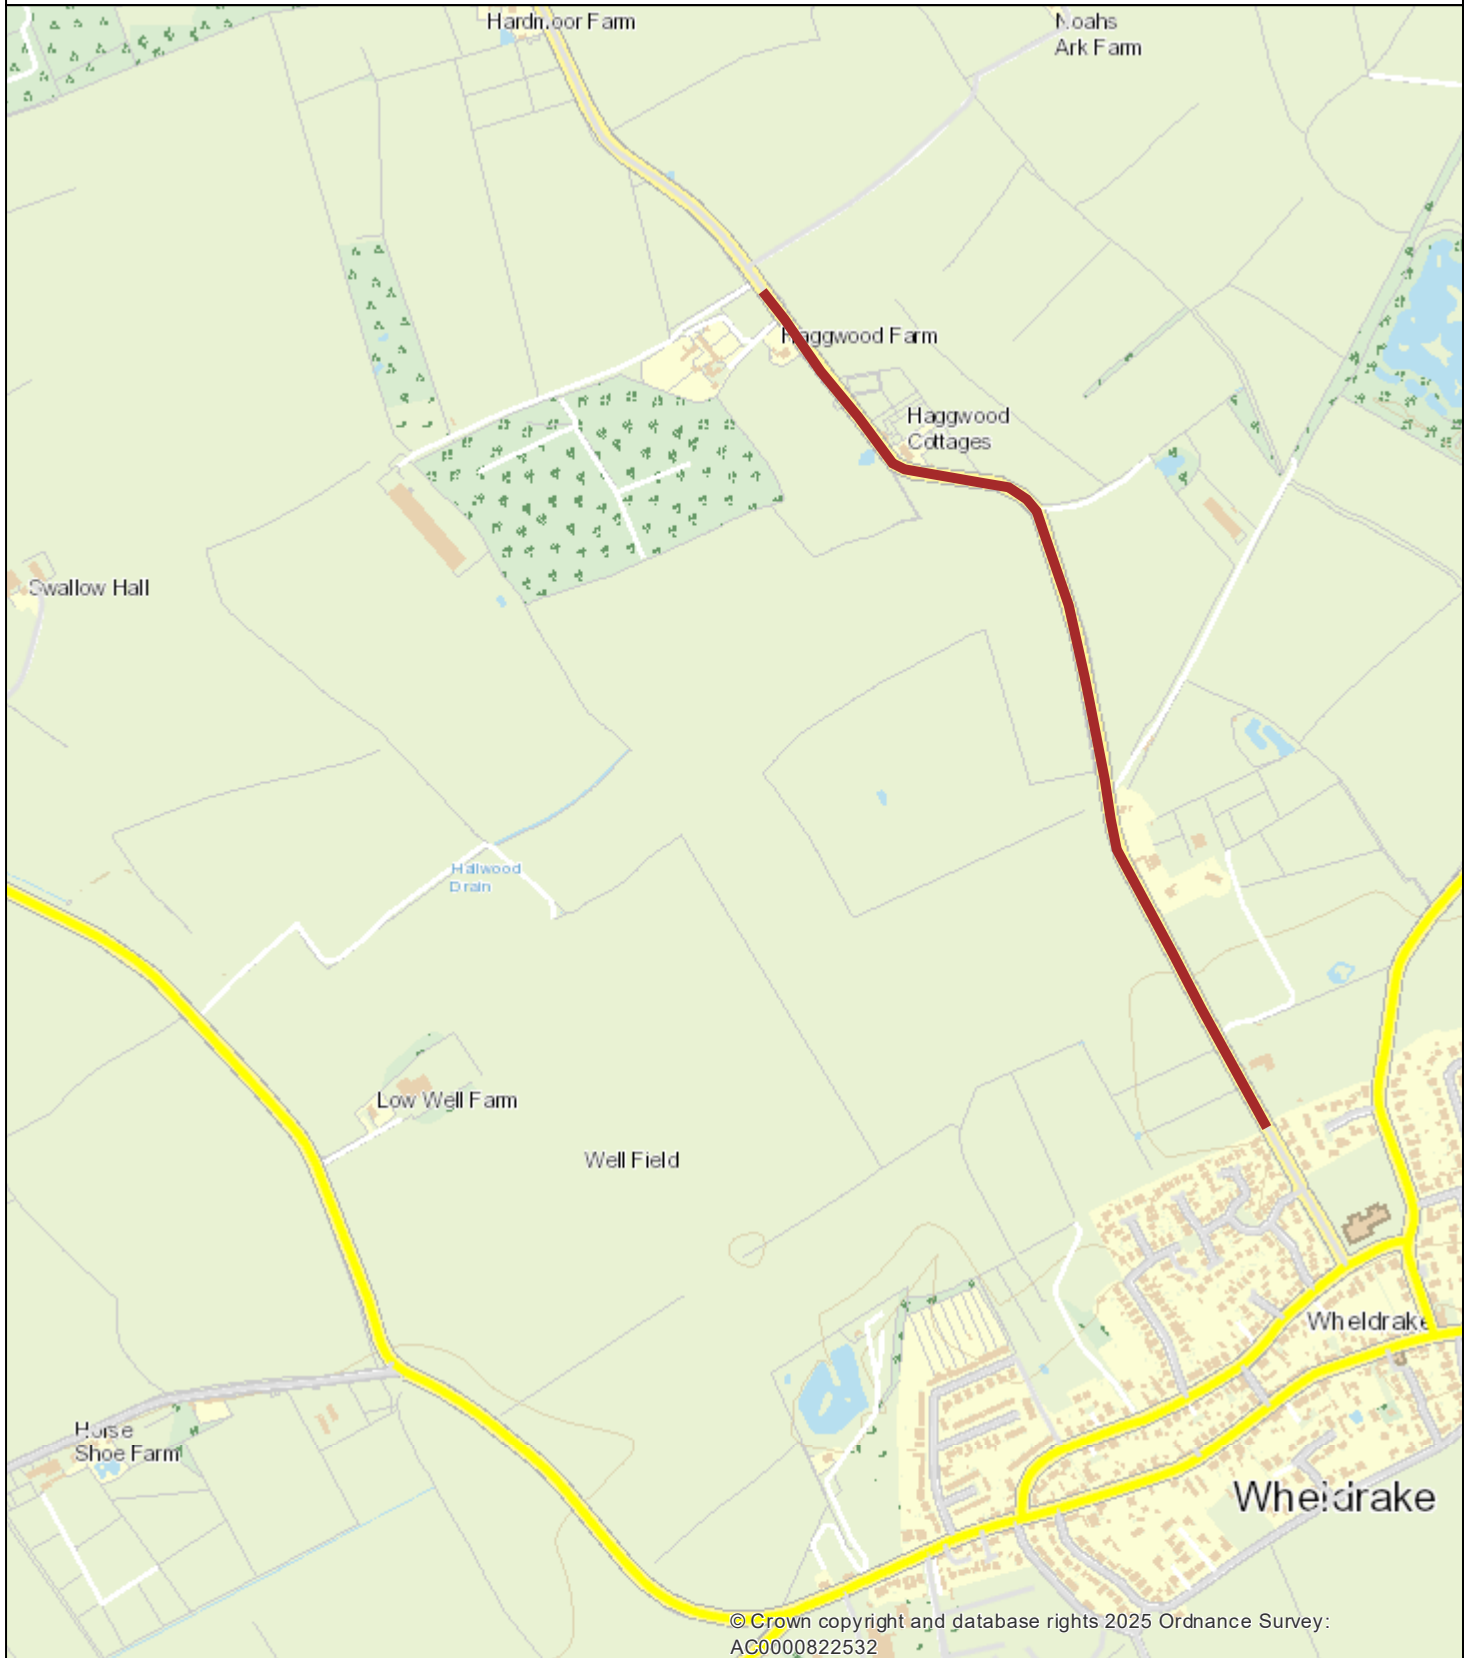 Hardmoor Farm
Noahs
Ark Farm
Haggwood Farm
Haggwood
Cottages
Swallow Hall
Hallwood
Drain
Low Well Farm
Well Field
Wheldrake
Horse
Shoe Farm
Wheldrake
© Crown copyright and database rights 2025 Ordnance Survey:
AC0000822532